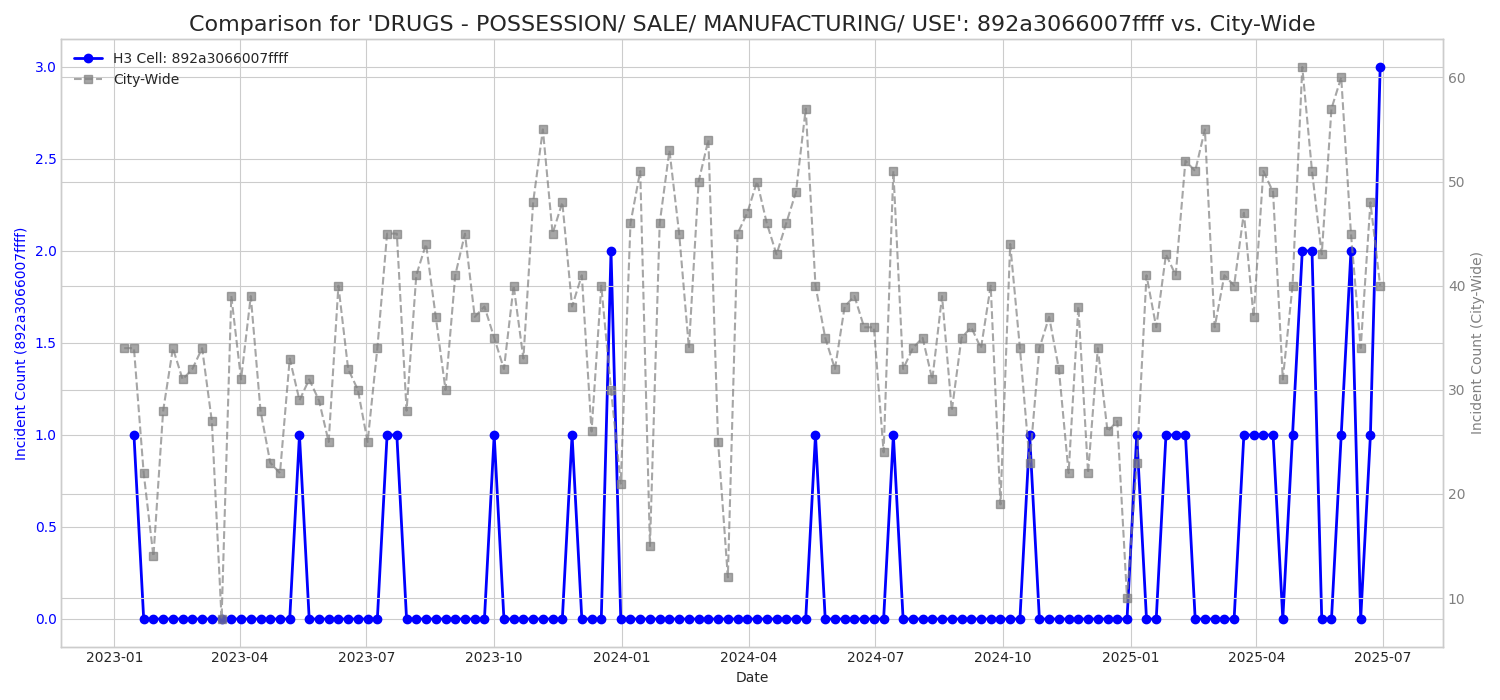 Comparison for 'DRUGS - POSSESSION/ SALE/ MANUFACTURING/ USE': 892a3066007ffff vs. City-Wide
H3 Cell: 892a3066007ffff
City-Wide
Incident Count (892a3066007ffff)
3.0
2.5
2.0
1.5
1.0
0.5
0.0
60
50
40
30
20
10
Incident Count (City-Wide)
2023-01 2023-04 2023-07 2023-10 2024-01 2024-04 2024-07 2024-10 2025-01 2025-04 2025-07
Date